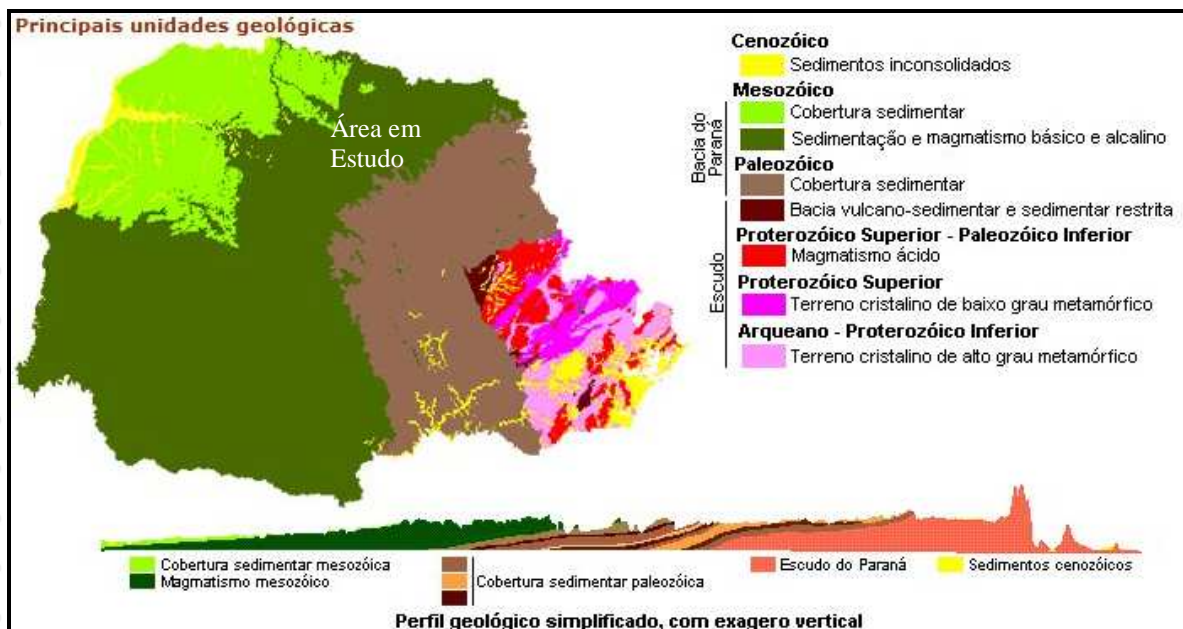 Principais unidades geológicas
Área em
Estudo
Cenozóico
Sedimentos inconsolidados
Mesozóico
Cobertura sedimentar
Sedimentação e magmatismo básico e alcalino
Bacia do
Paraná
Paleozóico
Cobertura sedimentar
Bacia vulcano-sedimentar e sedimentar restrita
Escudo
Proterozóico Superior - Paleozóico Inferior
Magmatismo ácido
Proterozóico Superior
Terreno cristalino de baixo grau metamórfico
Arqueano - Proterozóico Inferior
Terreno cristalino de alto grau metamórfico
Cobertura sedimentar mesozóica
Magmatismo mesozóico
Cobertura sedimentar paleozóica
Escudo do Paraná
Sedimentos cenozóicos
Perfil geológico simplificado, com exagero vertical